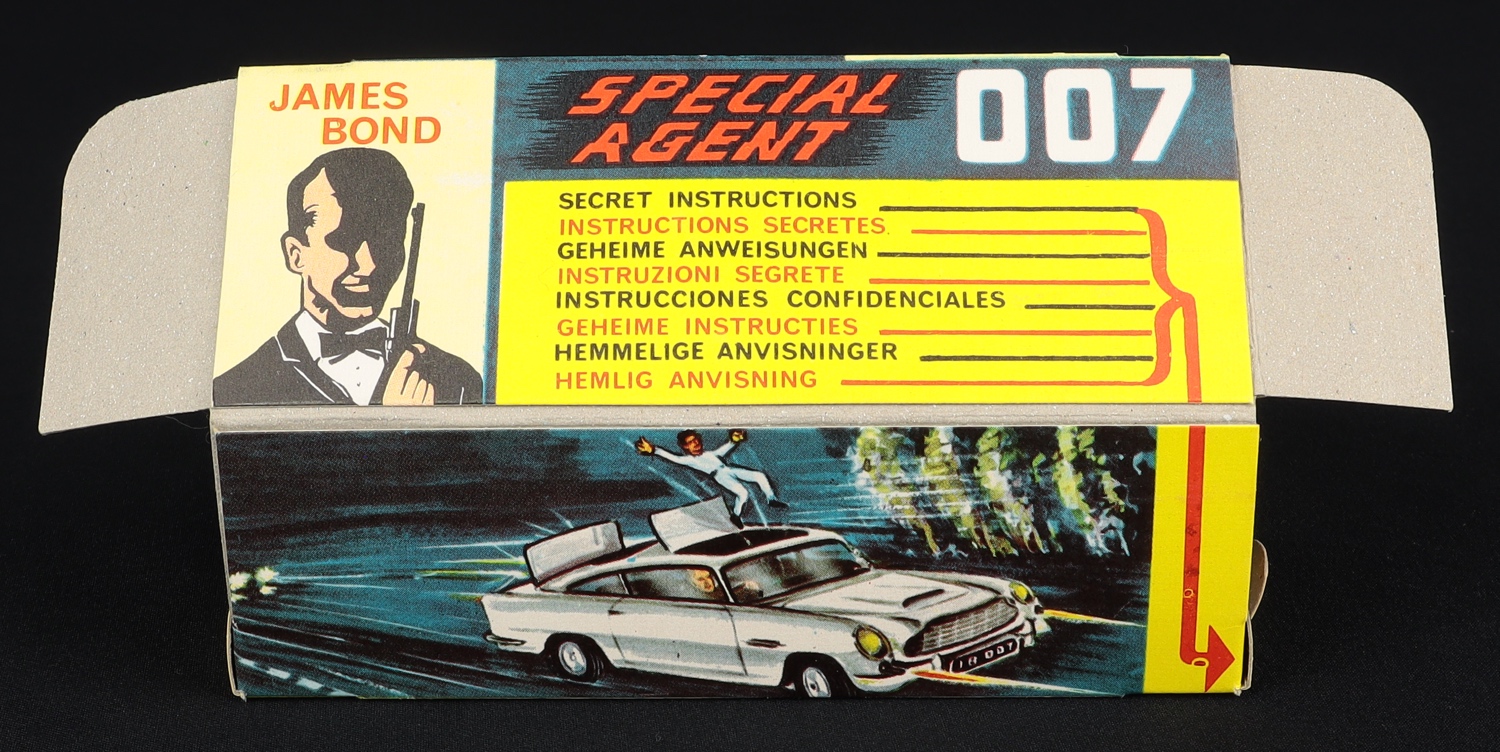 JAMES
BOND
SPECIAL
AGENT
007
SECRET INSTRUCTIONS
INSTRUCTIONS SECRETES.
GEHEIME ANWEISUNGEN
INSTRUZIONI SEGRETE
INSTRUCCIONES CONFIDENCIALES
GEHEIME INSTRUCTIES
HEMMELIGE ANVISNINGER
HEMLIG ANVISNING
007